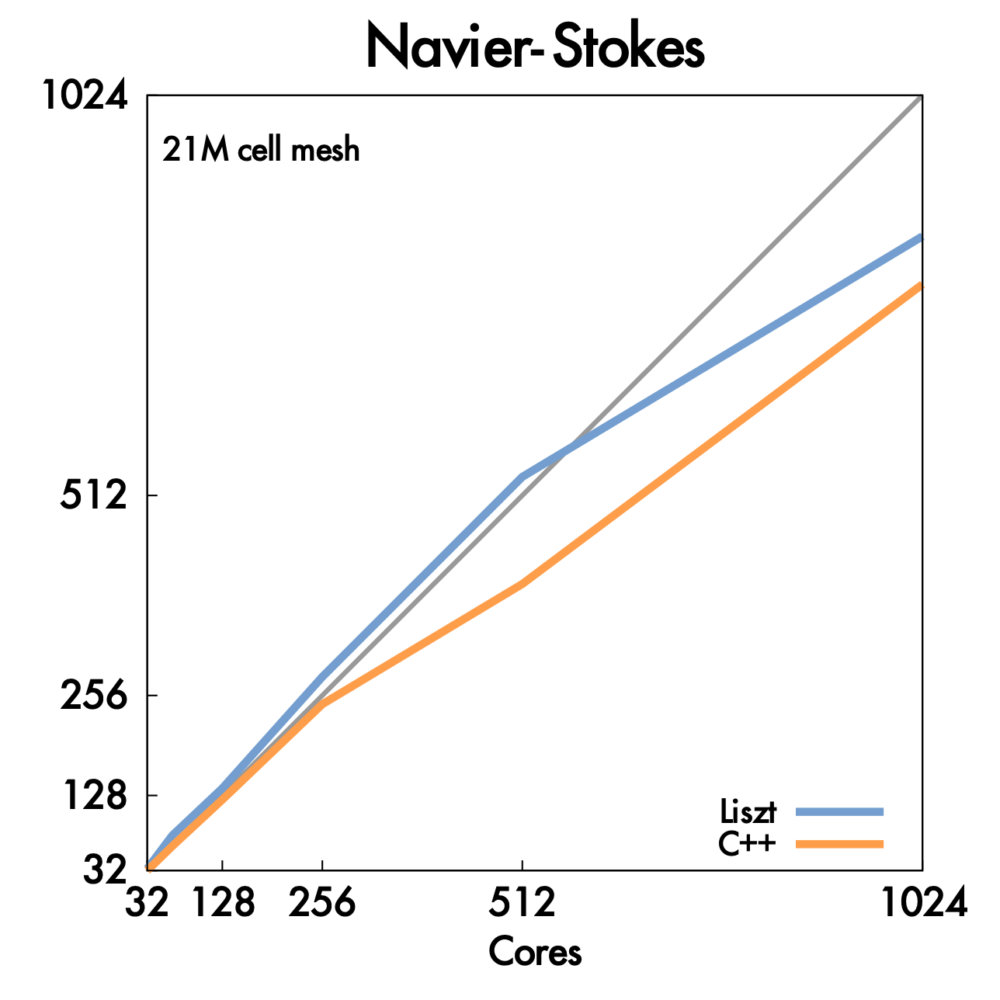 Navier-Stokes
1024
21M cell mesh
512
256
128
32
Liszt
C++
32 128 256 512 1024
Cores